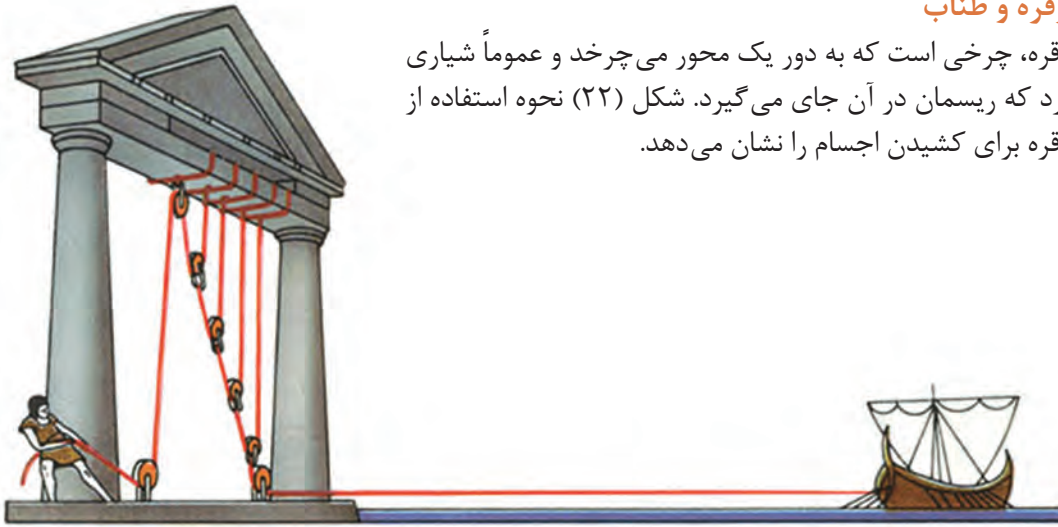 قره و طناب
قره، چرخی است که به دور یک محور می‌چرخد و عموماً شیاری
رد که ریسمان در آن جای می‌گیرد. شکل (۲۲) نحوه استفاده از
قره برای کشیدن اجسام را نشان می‌دهد.